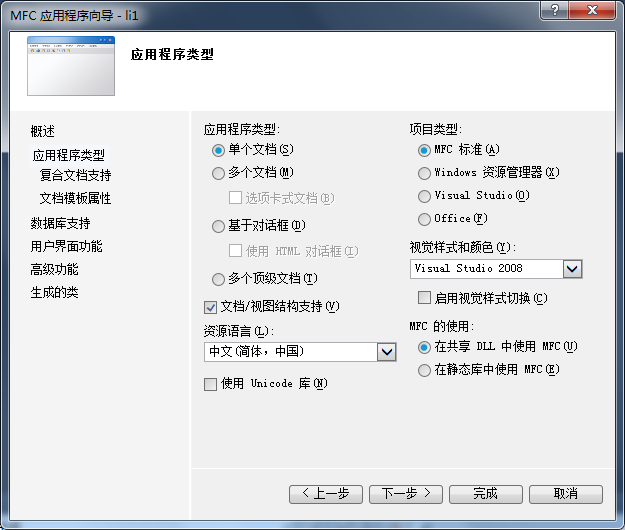 MFC 应用程序向导 - li1
应用程序类型
概述
应用程序类型
复合文档支持
文档模板属性
数据库支持
用户界面功能
高级功能
生成的类
应用程序类型:
单个文档(S)
多个文档(M)
选项卡式文档(B)
基于对话框(D)
使用 HTML 对话框(I)
多个顶级文档(T)
文档/视图结构支持(V)
资源语言(L):
中文(简体，中国)
使用 Unicode 库(N)
项目类型:
MFC 标准(A)
Windows 资源管理器(X)
Visual Studio(O)
Office(F)
视觉样式和颜色(Y):
Visual Studio 2008
启用视觉样式切换(C)
MFC 的使用:
在共享 DLL 中使用 MFC(U)
在静态库中使用 MFC(E)
< 上一步
下一步 >
完成
取消